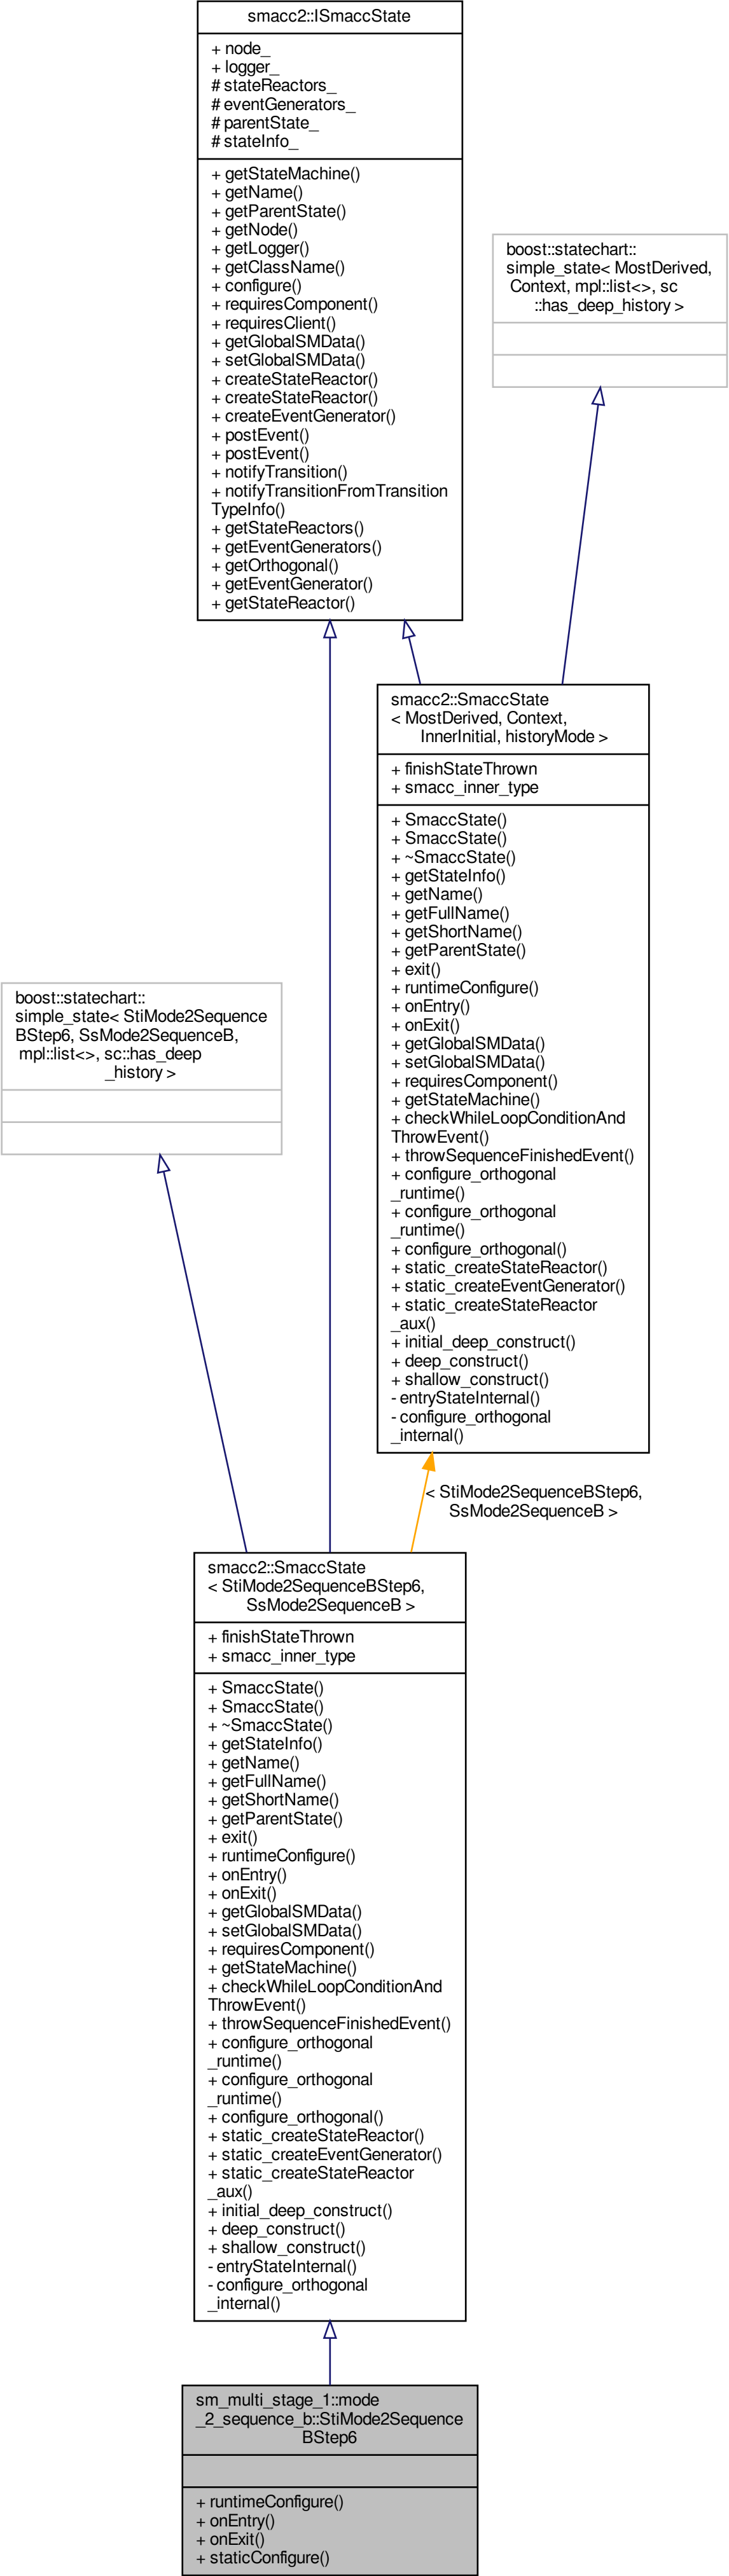 smacc2::ISmaccState
+ node_
+ logger_
# stateReactors_
# eventGenerators_
# parentState_
# stateInfo_
+ getStateMachine()
+ getName()
+ getParentState()
+ getNode()
+ getLogger()
+ getClassName()
+ configure()
+ requiresComponent()
+ requiresClient()
+ getGlobalSMData()
+ setGlobalSMData()
+ createStateReactor()
+ createStateReactor()
+ createEventGenerator()
+ postEvent()
+ postEvent()
+ notifyTransition()
+ notifyTransitionFromTransition
TypeInfo()
+ getStateReactors()
+ getEventGenerators()
+ getOrthogonal()
+ getEventGenerator()
+ getStateReactor()
boost::statechart::
simple_state< MostDerived,
Context, mpl::list<>, sc
::has_deep_history >
smacc2::SmaccState
< MostDerived, Context,
InnerInitial, historyMode >
+ finishStateThrown
+ smacc_inner_type
+ SmaccState()
+ SmaccState()
+ ~SmaccState()
+ getStateInfo()
+ getName()
+ getFullName()
+ getShortName()
+ getParentState()
+ exit()
+ runtimeConfigure()
+ onEntry()
+ onExit()
+ getGlobalSMData()
+ setGlobalSMData()
+ requiresComponent()
+ getStateMachine()
+ checkWhileLoopConditionAnd
ThrowEvent()
+ throwSequenceFinishedEvent()
+ configure_orthogonal
_runtime()
+ configure_orthogonal
_runtime()
+ configure_orthogonal()
+ static_createStateReactor()
+ static_createEventGenerator()
+ static_createStateReactor
_aux()
+ initial_deep_construct()
+ deep_construct()
+ shallow_construct()
- entryStateInternal()
- configure_orthogonal
_internal()
boost::statechart::
simple_state< StiMode2Sequence
BStep6, SsMode2SequenceB,
mpl::list<>, sc::has_deep
_history >
< StiMode2SequenceBStep6,
SsMode2SequenceB >
smacc2::SmaccState
< StiMode2SequenceBStep6,
SsMode2SequenceB >
+ finishStateThrown
+ smacc_inner_type
+ SmaccState()
+ SmaccState()
+ ~SmaccState()
+ getStateInfo()
+ getName()
+ getFullName()
+ getShortName()
+ getParentState()
+ exit()
+ runtimeConfigure()
+ onEntry()
+ onExit()
+ getGlobalSMData()
+ setGlobalSMData()
+ requiresComponent()
+ getStateMachine()
+ checkWhileLoopConditionAnd
ThrowEvent()
+ throwSequenceFinishedEvent()
+ configure_orthogonal
_runtime()
+ configure_orthogonal
_runtime()
+ configure_orthogonal()
+ static_createStateReactor()
+ static_createEventGenerator()
+ static_createStateReactor
_aux()
+ initial_deep_construct()
+ deep_construct()
+ shallow_construct()
- entryStateInternal()
- configure_orthogonal
_internal()
sm_multi_stage_1::mode
_2_sequence_b::StiMode2Sequence
BStep6
+ runtimeConfigure()
+ onEntry()
+ onExit()
+ staticConfigure()